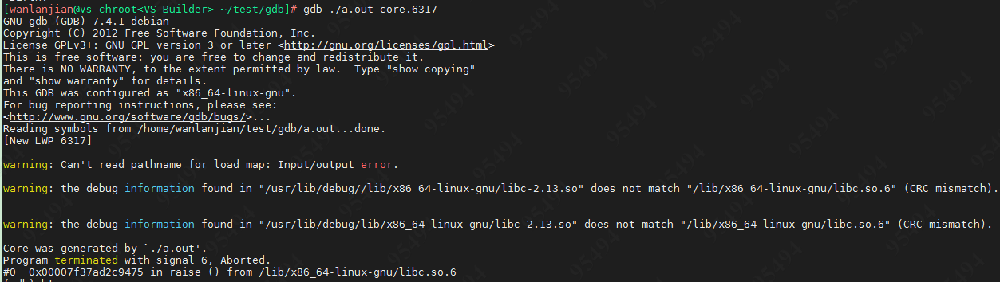 [wanlanjian@vs-chroot<VS-Builder> ~/test/gdb]# gdb ./a.out core.6317
GNU gdb (GDB) 7.4.1-debian
Copyright (C) 2012 Free Software Foundation, Inc.
License GPLv3+: GNU GPL version 3 or later <http://gnu.org/licenses/gpl.html>
This is free software: you are free to change and redistribute it.
There is NO WARRANTY, to the extent permitted by law.  Type "show copying"
and "show warranty" for details.
This GDB was configured as "x86_64-linux-gnu".
For bug reporting instructions, please see:
<http://www.gnu.org/software/gdb/bugs/>...
Reading symbols from /home/wanlanjian/test/gdb/a.out...done.
[New LWP 6317]
warning: Can't read pathname for load map: Input/output error.
warning: the debug information found in "/usr/lib/debug//lib/x86_64-linux-gnu/libc-2.13.so" does not match "/lib/x86_64-linux-gnu/libc.so.6" (CRC mismatch).
warning: the debug information found in "/usr/lib/debug/lib/x86_64-linux-gnu/libc-2.13.so" does not match "/lib/x86_64-linux-gnu/libc.so.6" (CRC mismatch).
Core was generated by `./a.out'.
Program terminated with signal 6, Aborted.
#0  0x00007f37ad2c9475 in raise () from /lib/x86_64-linux-gnu/libc.so.6